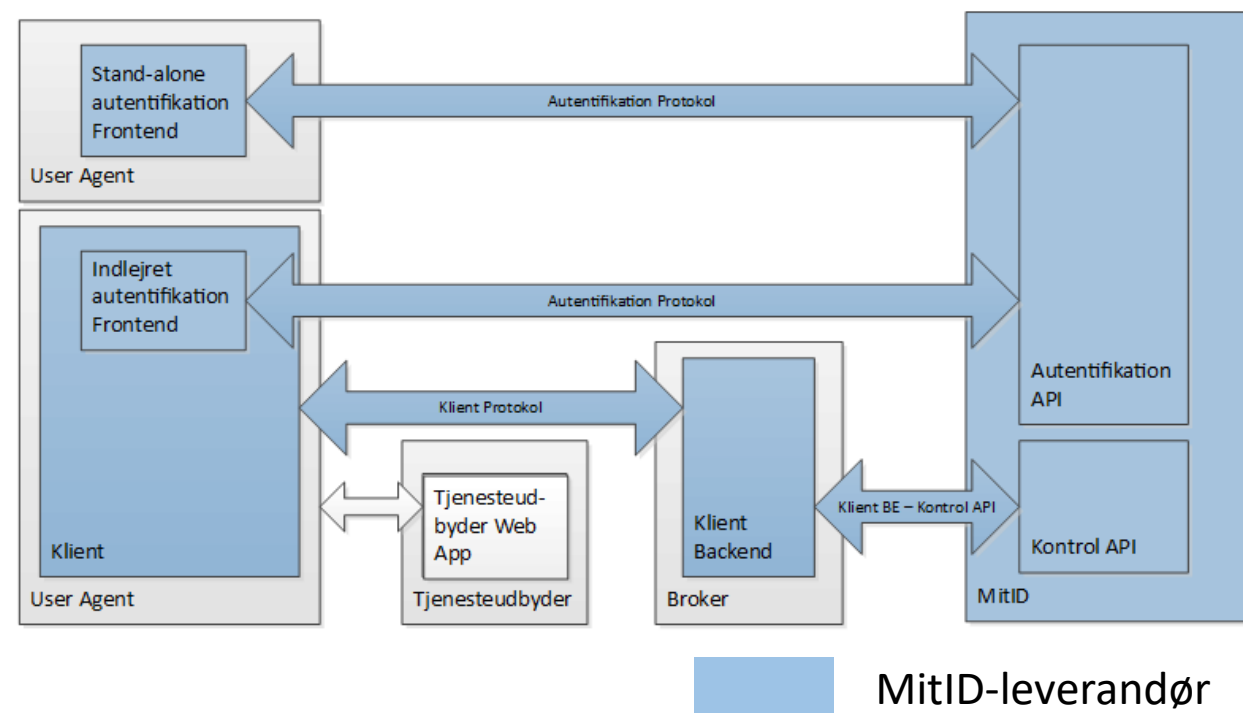 Stand-alone
autentifikation
Frontend
User Agent
Autentifikation Protokol
Indlejret
autentifikation
Frontend
Autentifikation Protokol
Klient Protokol
Klient
User Agent
Tjenesteud-
byder Web
App
Tjenesteudbyder
Klient
Backend
Broker
Klient BE – Kontrol API
Autentifikation
API
Kontrol API
MitID
MitID-leverandør